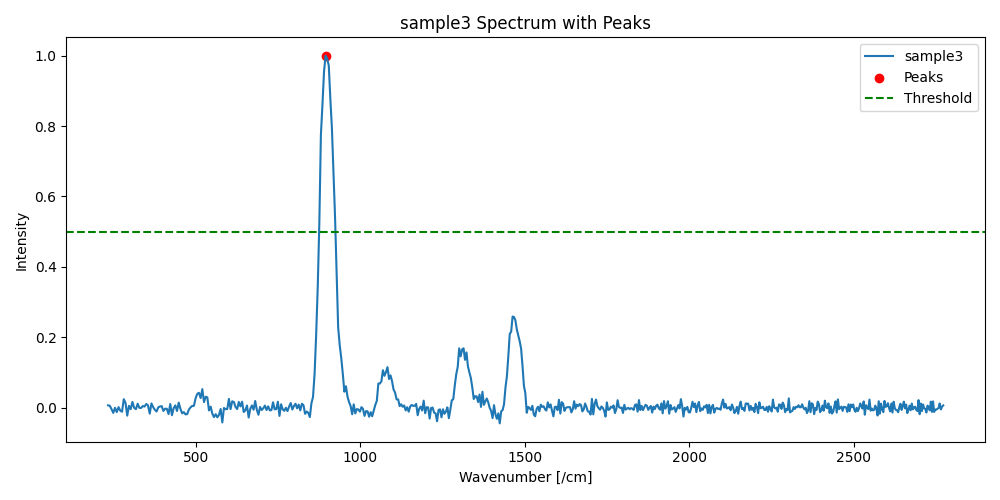 sample3 Spectrum with Peaks
sample3
Peaks
Threshold
1.0
0.8
0.6
0.4
0.2
0.0
Intensity
500
1000
1500
2000
2500
Wavenumber [/cm]